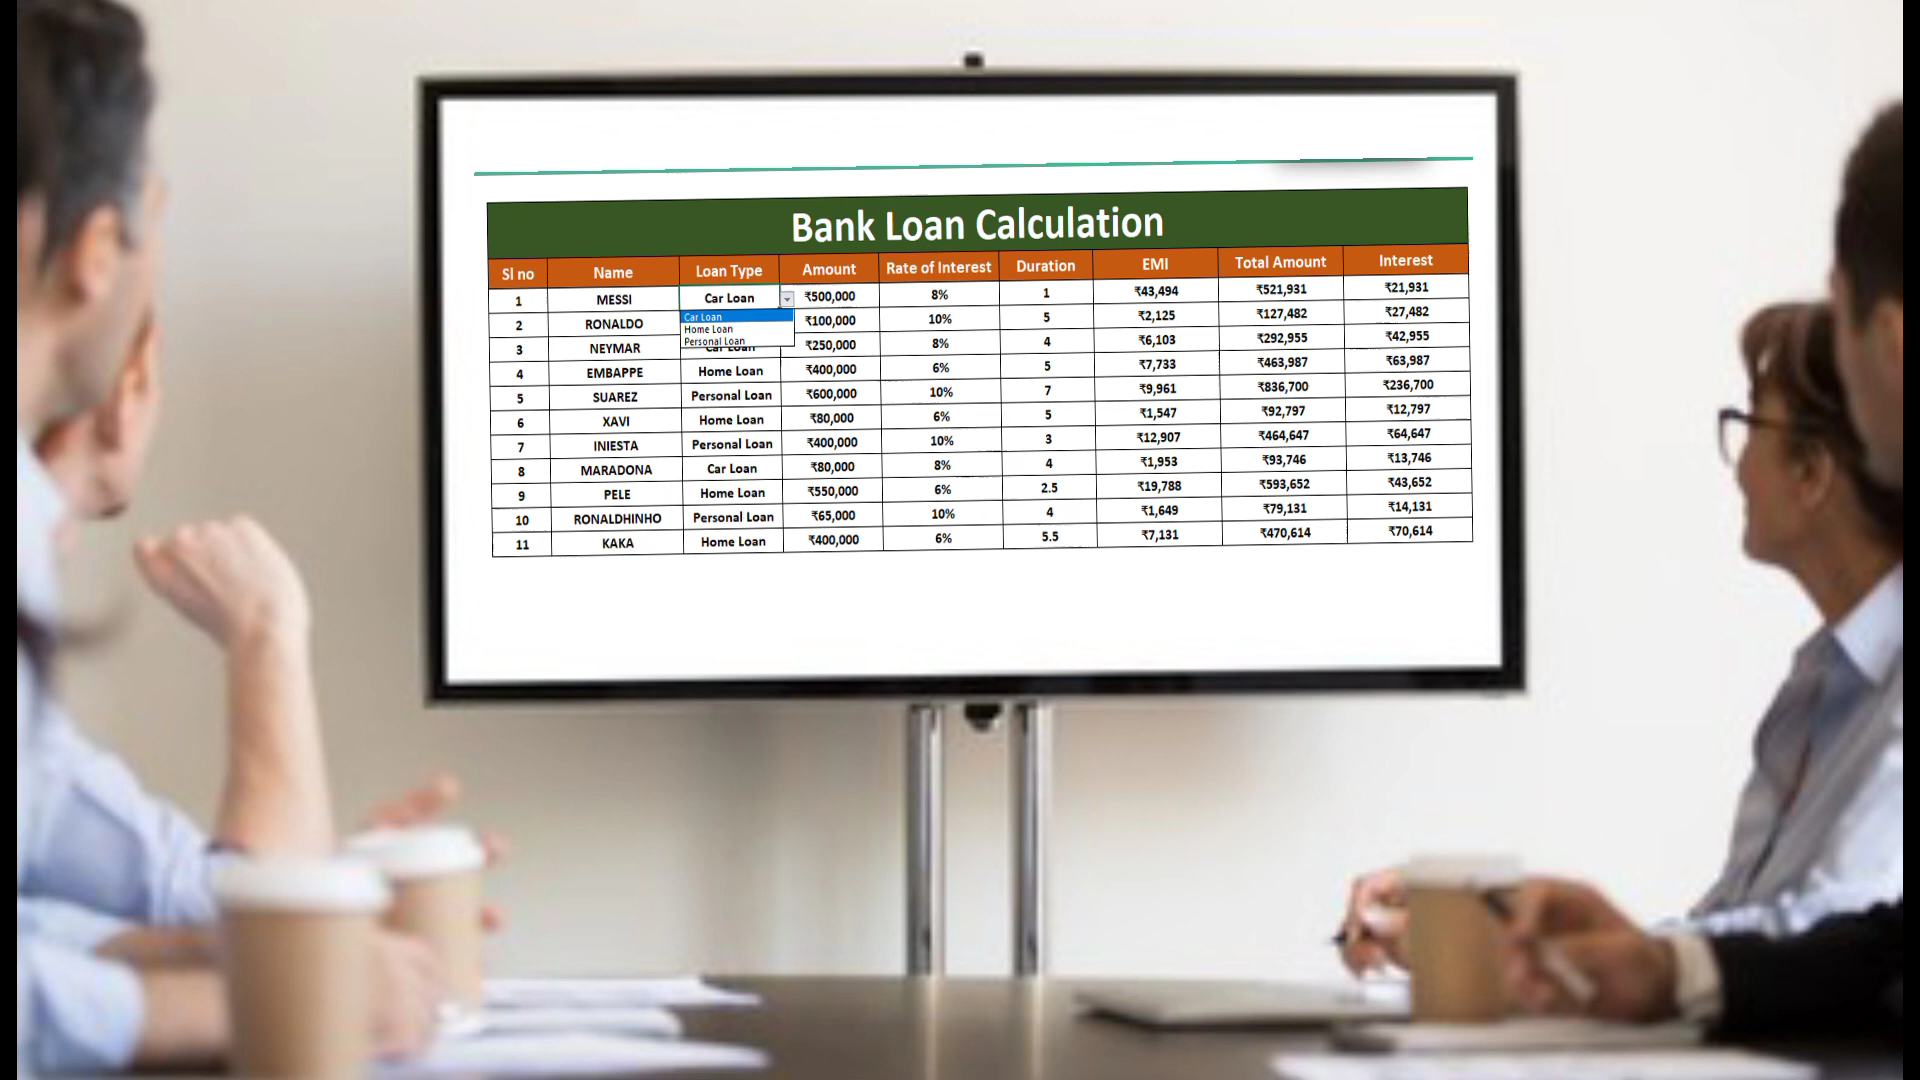 Bank Loan Calculation
Sl no Name Loan Type Amount Rate of Interest Duration EMI Total Amount Interest
1 MESSI Car Loan ₹500,000 8% 1 ₹43,494 ₹521,931 ₹21,931
Car Loan
2 RONALDO ₹100,000 10% 5 ₹2,125 ₹127,482 ₹27,482
Home Loan
Personal Loan
3 NEYMAR Car Loan ₹250,000 8% 4 ₹6,103 ₹292,955 ₹42,955
4 EMBAPPE Home Loan ₹400,000 6% 5 ₹7,733 ₹463,987 ₹63,987
5 SUAREZ Personal Loan ₹600,000 10% 7 ₹9,961 ₹836,700 ₹236,700
6 XAVI Home Loan ₹80,000 6% 5 ₹1,547 ₹92,797 ₹12,797
7 INIESTA Personal Loan ₹400,000 10% 3 ₹12,907 ₹464,647 ₹64,647
8 MARADONA Car Loan ₹80,000 8% 4 ₹1,953 ₹93,746 ₹13,746
9 PELE Home Loan ₹550,000 6% 2.5 ₹19,788 ₹593,652 ₹43,652
10 RONALDHINHO Personal Loan ₹65,000 10% 4 ₹1,649 ₹79,131 ₹14,131
11 KAKA Home Loan ₹400,000 6% 5.5 ₹7,131 ₹470,614 ₹70,614